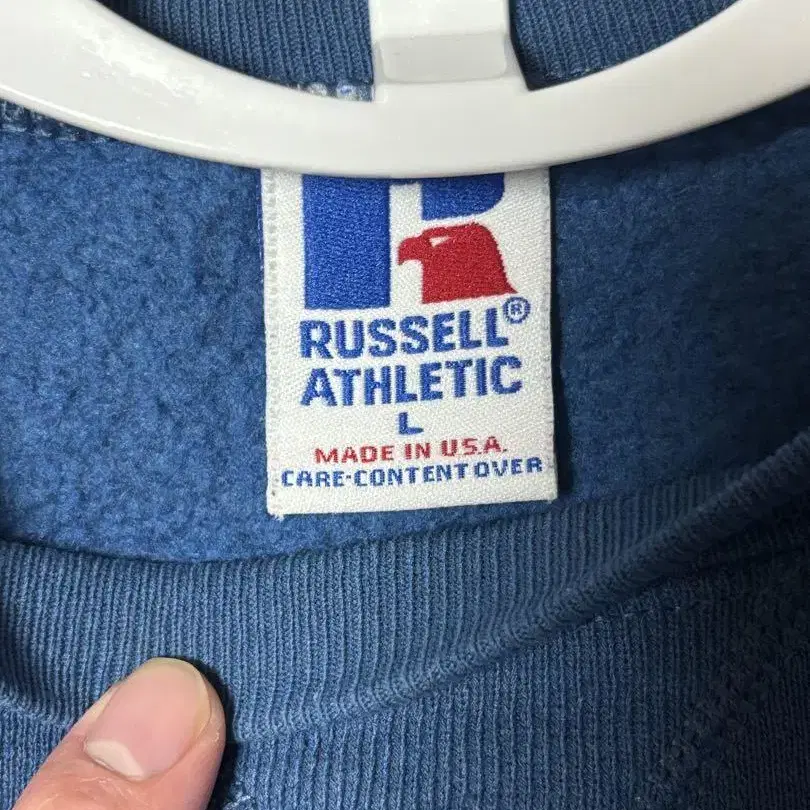 R
RUSSELL®
ATHLETIC
L
MADE IN U.S.A.
CARE-CONTENT OVER